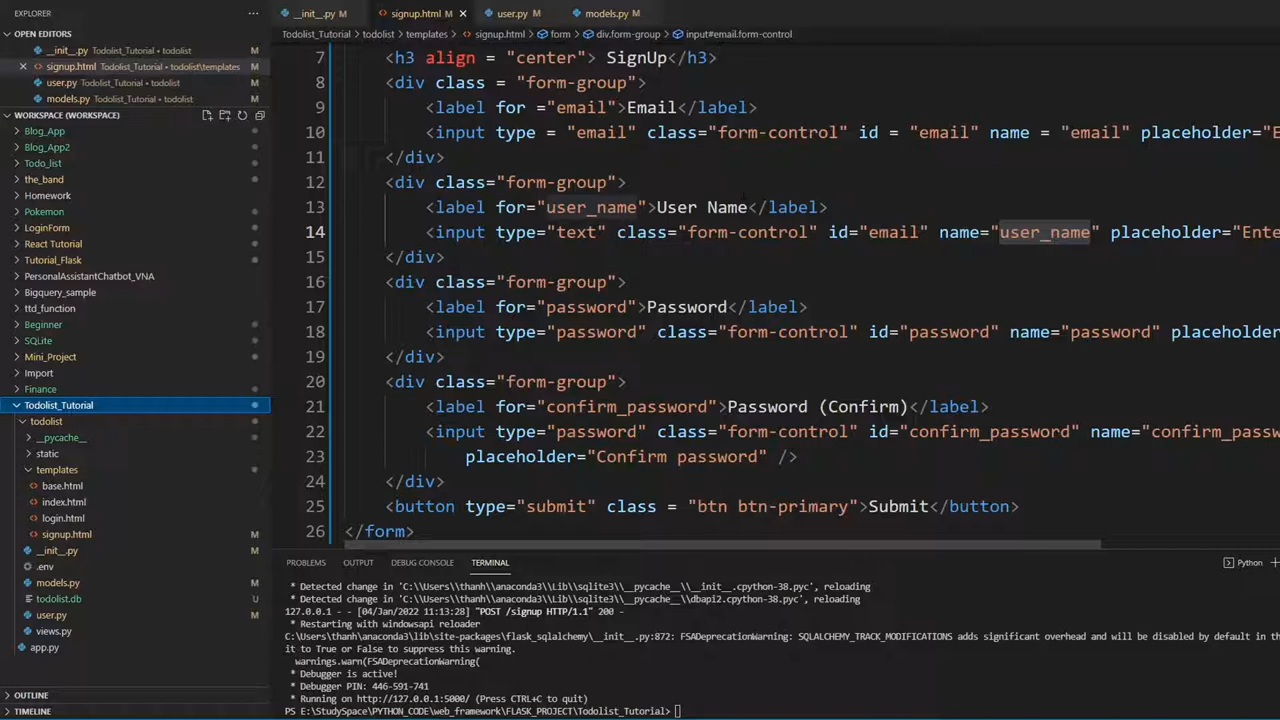 EXPLORER
···
OPEN EDITORS
__init__.py Todolist_Tutorial • todolist M
× <> signup.html Todolist_Tutorial • todolist\templates M
user.py Todolist_Tutorial • todolist M
models.py Todolist_Tutorial • todolist M
WORKSPACE (WORKSPACE)
Blog_App
Blog_App2
Todo_list
the_band
Homework
Pokemon
LoginForm
React Tutorial
Tutorial_Flask
PersonalAssistantChatbot_VNA
Bigquery_sample
ttd_function
Beginner
SQLite
Mini_Project
Import
Finance
Todolist_Tutorial
todolist
__pycache__
static
templates
<> base.html
<> index.html
<> login.html
<> signup.html M
__init__.py M
.env
models.py M
todolist.db U
user.py M
views.py
app.py
OUTLINE
TIMELINE
__init__.py M <> signup.html M × user.py M models.py M
Todolist_Tutorial > todolist > templates > <> signup.html > form > div.form-group > input#email.form-control
7 <h3 align = "center"> SignUp</h3>
8 <div class = "form-group">
9 <label for ="email">Email</label>
10 <input type = "email" class="form-control" id = "email" name = "email" placeholder="E
11 </div>
12 <div class="form-group">
13 <label for="user_name">User Name</label>
14 <input type="text" class="form-control" id="email" name="user_name" placeholder="Ente
15 </div>
16 <div class="form-group">
17 <label for="password">Password</label>
18 <input type="password" class="form-control" id="password" name="password" placeholder
19 </div>
20 <div class="form-group">
21 <label for="confirm_password">Password (Confirm)</label>
22 <input type="password" class="form-control" id="confirm_password" name="confirm_passw
23 placeholder="Confirm password" />
24 </div>
25 <button type="submit" class = "btn btn-primary">Submit</button>
26 </form>
PROBLEMS OUTPUT DEBUG CONSOLE TERMINAL Python +
* Detected change in 'C:\\Users\\thanh\\anaconda3\\Lib\\sqlite3\\__pycache__\\__init__.cpython-38.pyc', reloading
* Detected change in 'C:\\Users\\thanh\\anaconda3\\Lib\\sqlite3\\__pycache__\\dbapi2.cpython-38.pyc', reloading
127.0.0.1 - - [04/Jan/2022 11:13:28] "POST /signup HTTP/1.1" 200 -
* Restarting with windowsapi reloader
C:\Users\thanh\anaconda3\lib\site-packages\flask_sqlalchemy\__init__.py:872: FSADeprecationWarning: SQLALCHEMY_TRACK_MODIFICATIONS adds significant overhead and will be disabled by default in th
it to True or False to suppress this warning.
warnings.warn(FSADeprecationWarning(
* Debugger is active!
* Debugger PIN: 446-591-741
* Running on http://127.0.0.1:5000/ (Press CTRL+C to quit)
PS E:\StudySpace\PYTHON_CODE\web_framework\FLASK_PROJECT\Todolist_Tutorial>